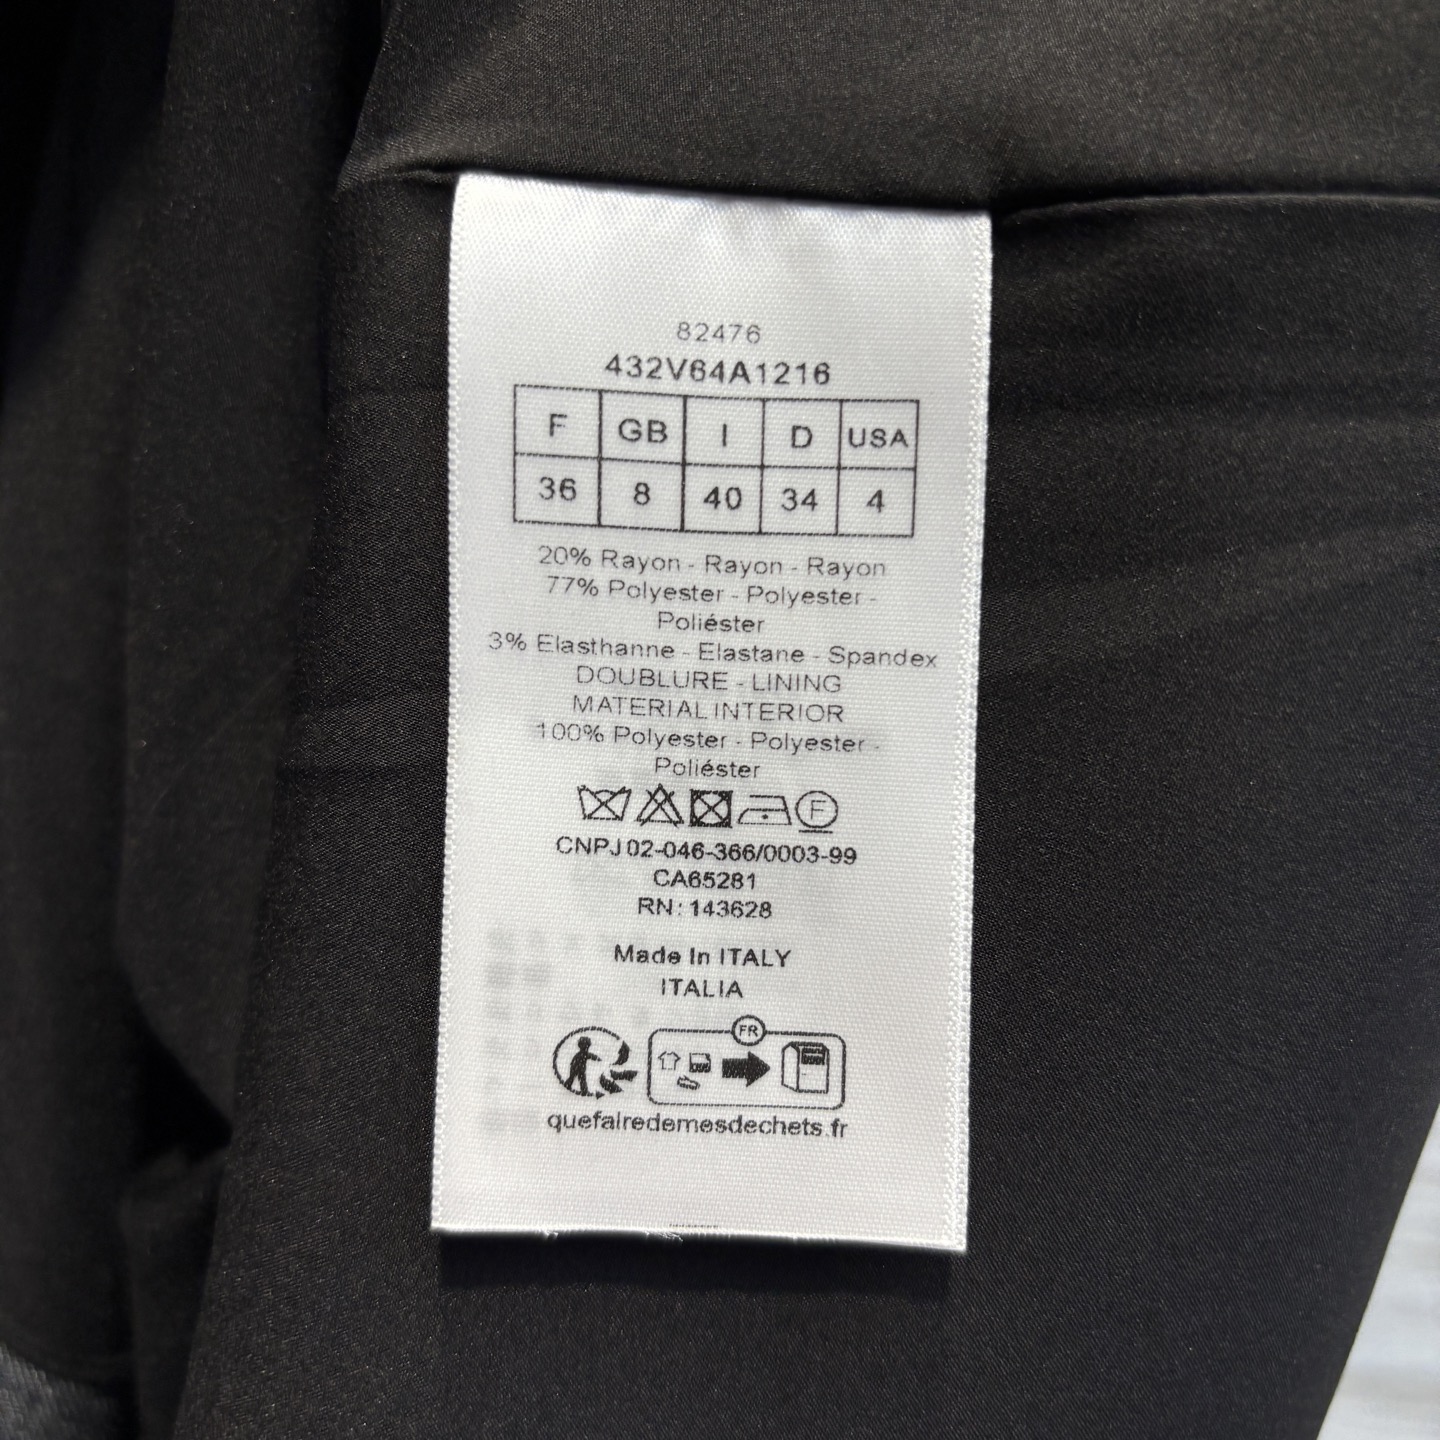 82476
432V64A1216
F GB I D USA
36 8 40 34 4
20% Rayon - Rayon - Rayon
77% Polyester - Polyester -
Poliéster
3% Elasthanne - Elastane - Spandex
DOUBLURE - LINING
MATERIAL INTERIOR
100% Polyester - Polyester -
Poliéster
F
CNPJ 02-046-366/0003-99
CA65281
RN: 143628
Made In ITALY
ITALIA
FR
quefairedemesdechets.fr